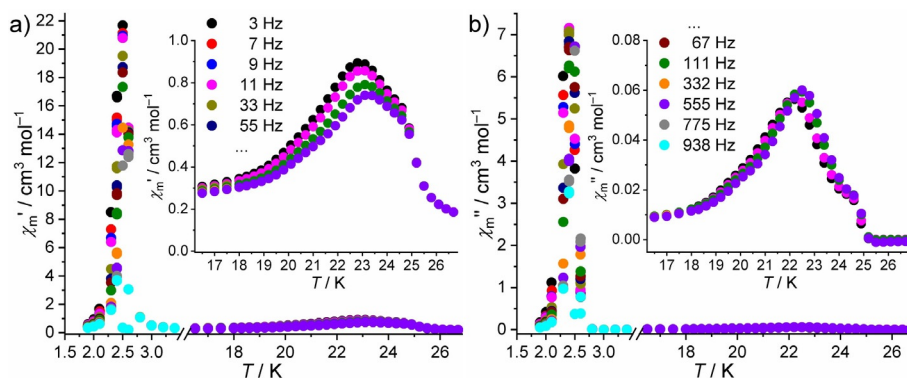 a)
χm' / cm³ mol⁻¹
22
20
18
16
14
12
10
8
6
4
2
0
1.5 2.0 2.5 3.0 18 20 22 24 26
T / K
3 Hz
7 Hz
9 Hz
11 Hz
33 Hz
55 Hz
...
χm' / cm³ mol⁻¹
1.0
0.8
0.6
0.4
0.2
0.0
17 18 19 20 21 22 23 24 25 26
T / K
b)
χm'' / cm³ mol⁻¹
7
6
5
4
3
2
1
0
1.5 2.0 2.5 3.0 18 20 22 24 26
T / K
...
67 Hz
111 Hz
332 Hz
555 Hz
775 Hz
938 Hz
χm'' / cm³ mol⁻¹
0.08
0.06
0.04
0.02
0.00
17 18 19 20 21 22 23 24 25 26
T / K